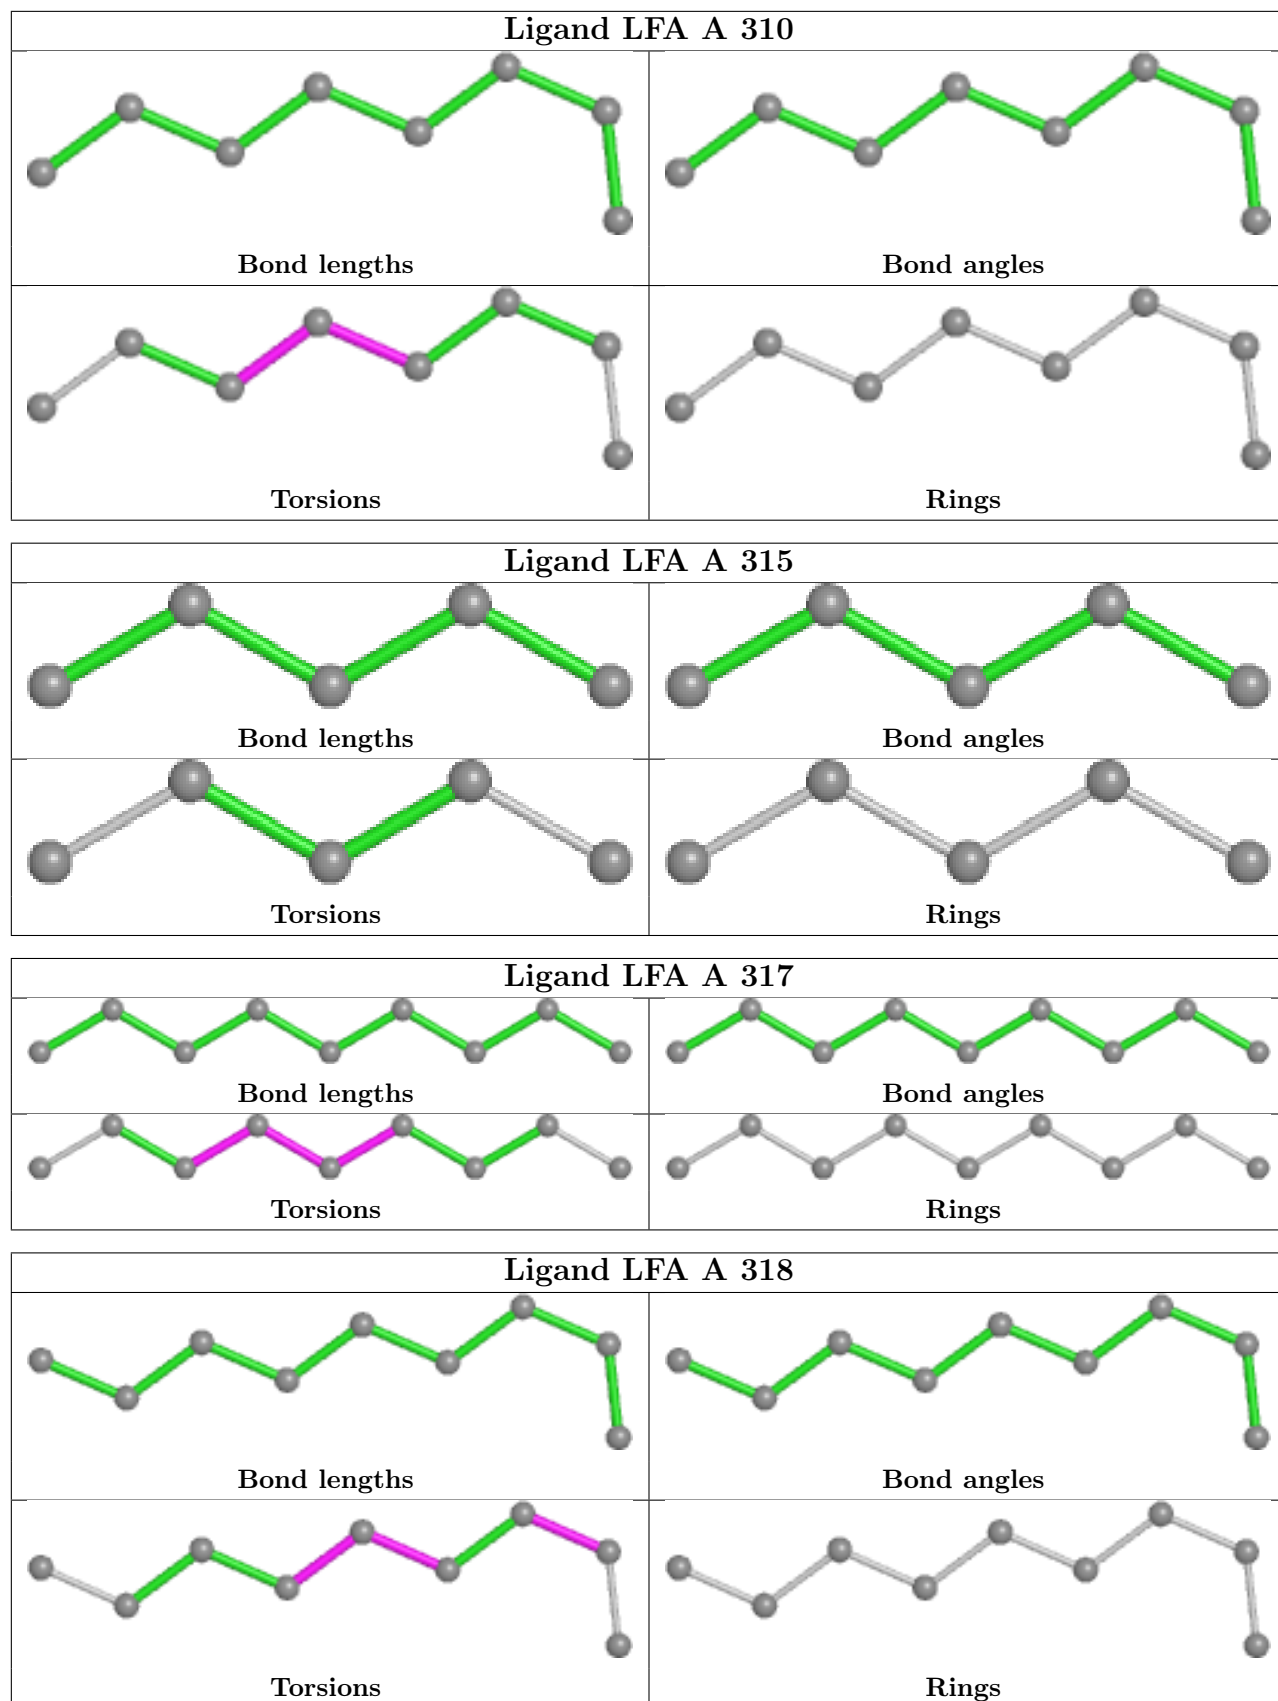 Ligand LFA A 310
Bond lengths
Bond angles
Torsions
Rings
Ligand LFA A 315
Bond lengths
Bond angles
Torsions
Rings
Ligand LFA A 317
Bond lengths
Bond angles
Torsions
Rings
Ligand LFA A 318
Bond lengths
Bond angles
Torsions
Rings